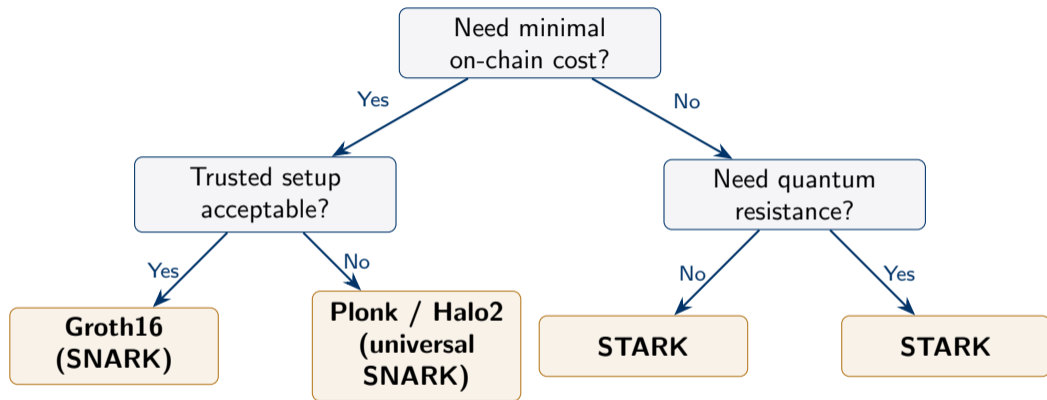 Need minimal
on-chain cost?
Yes
No
Trusted setup
acceptable?
Need quantum
resistance?
Yes
No
No
Yes
Groth16
(SNARK)
Plonk / Halo2
(universal
SNARK)
STARK
STARK